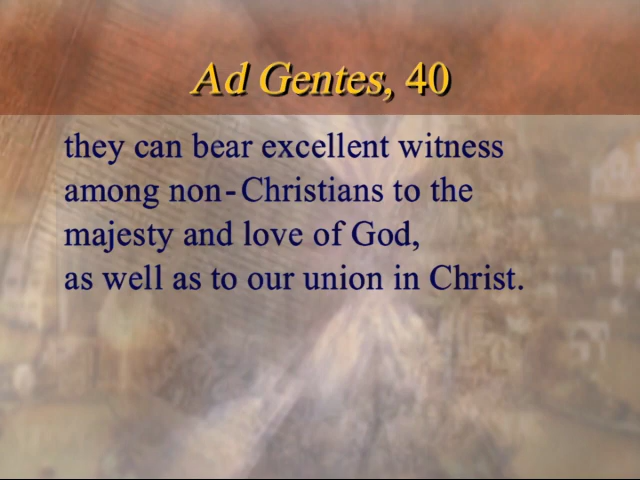 Ad Gentes, 40
they can bear excellent witness
among non-Christians to the
majesty and love of God,
as well as to our union in Christ.